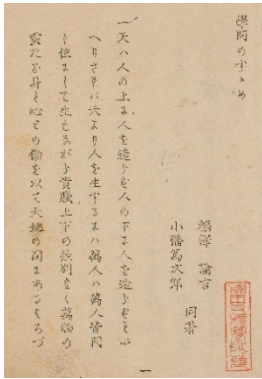 學問のすゝめ
福澤 諭吉
小幡篤次郎 同著
一天ハ人の上に人を造らず人の下に人を造らずと云
へりされバ天より人を生ずるにハ萬人ハ萬人皆同
じ位にして生れながら貴賤上下の差別なく萬物の
靈たる身と心との働を以て天地の間にあるよろづ
一